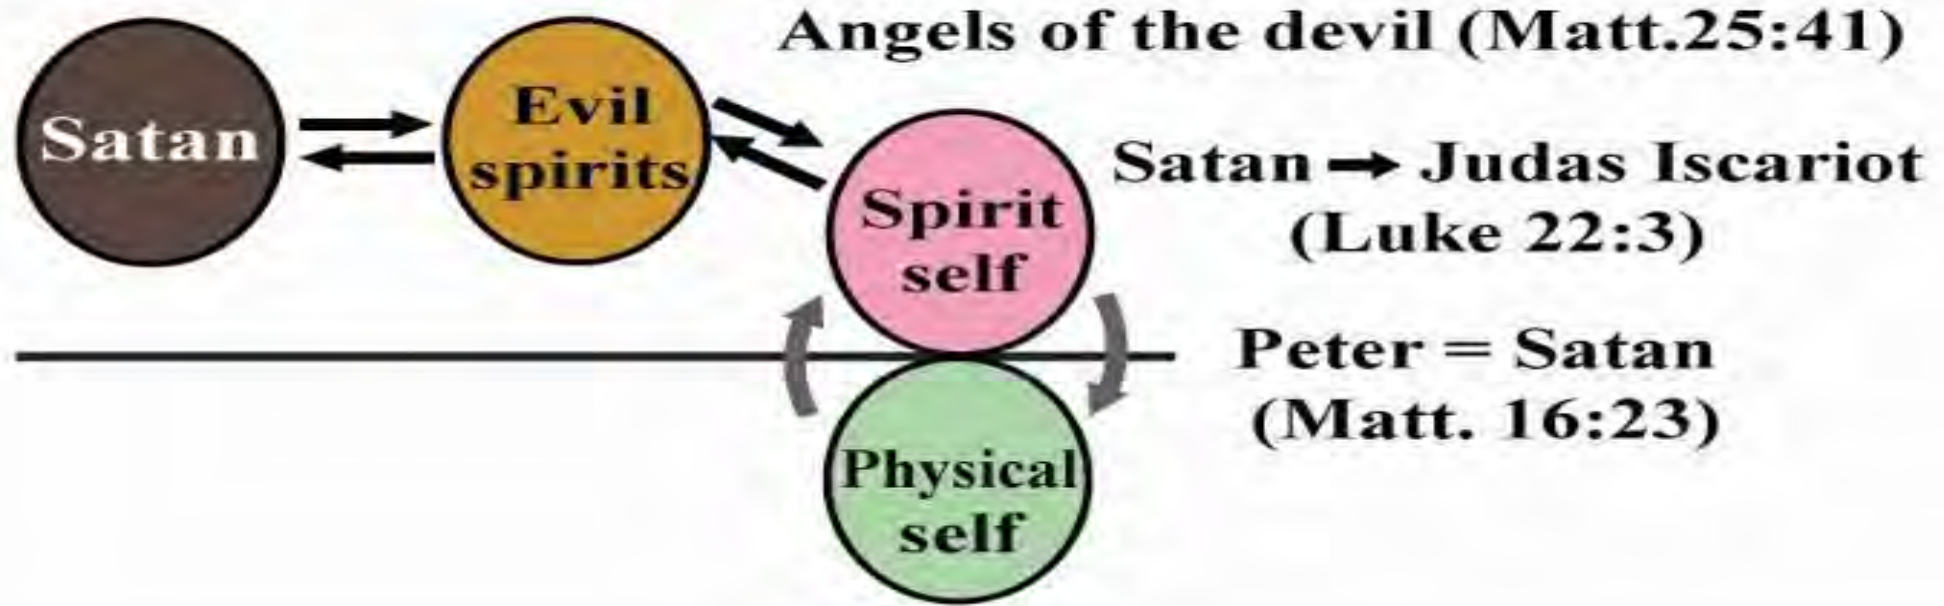 Angels of the devil (Matt.25:41)
Satan
Evil
spirits
Spirit
self
Satan → Judas Iscariot
(Luke 22:3)
Peter = Satan
(Matt. 16:23)
Physical
self